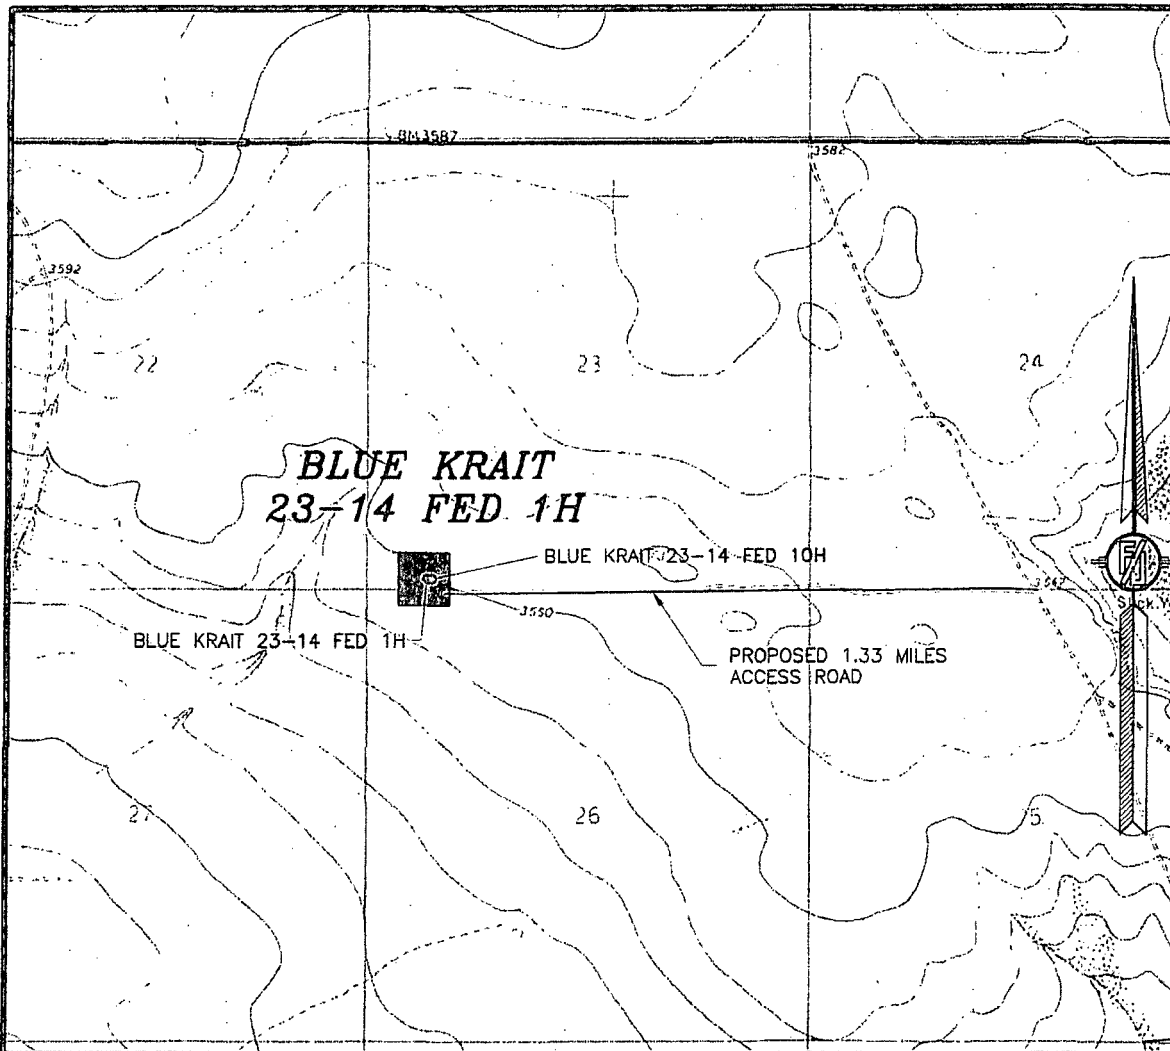 BM3587
3582
3592
22
23
24
BLUE KRAIT
23-14 FED 1H
BLUE KRAIT 23-14 FED 10H
3550
BLUE KRAIT 23-14 FED 1H
PROPOSED 1.33 MILES
ACCESS ROAD
27
26
5